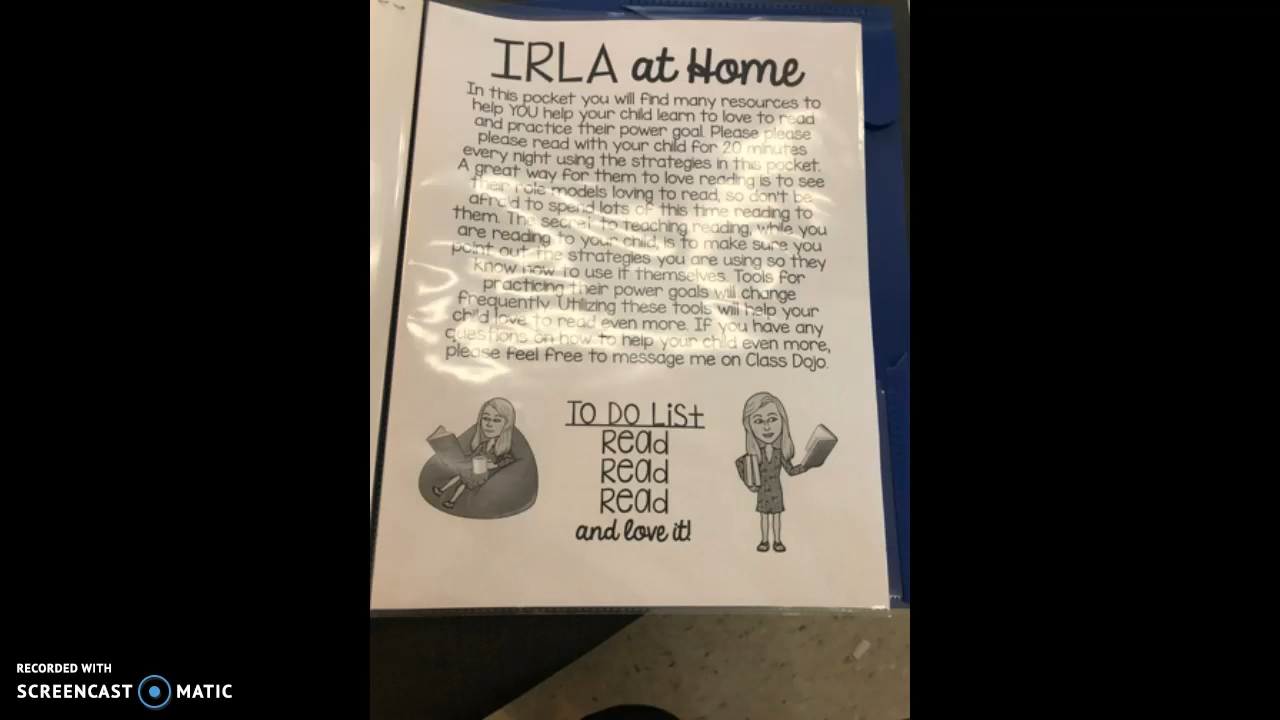 IRLA at Home
In this pocket you will find many resources to
help YOU help your child learn to love to read
and practice their power goal. Please please
please read with your child for 20 minutes
every night using the strategies in this pocket.
A great way for them to love reading is to see
their role models loving to read, so don't be
afraid to spend lots of this time reading to
them. The secret to teaching reading, while you
are reading to your child, is to make sure you
point out the strategies you are using so they
know how to use it themselves. Tools for
practicing their power goals will change
frequently. Utilizing these tools will help your
child love to read even more. If you have any
questions on how to help your child even more,
please feel free to message me on Class Dojo.
TO DO LiST
Read
Read
Read
and love it!
RECORDED WITH
SCREENCAST MATIC